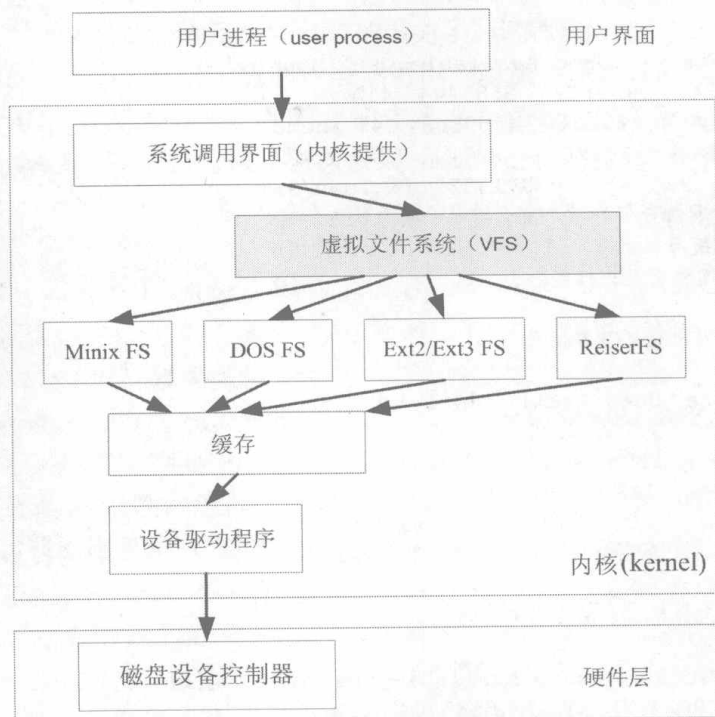 用户进程（user process）
用户界面
系统调用界面（内核提供）
虚拟文件系统（VFS）
Minix FS
DOS FS
Ext2/Ext3 FS
ReiserFS
缓存
设备驱动程序
内核(kernel)
磁盘设备控制器
硬件层